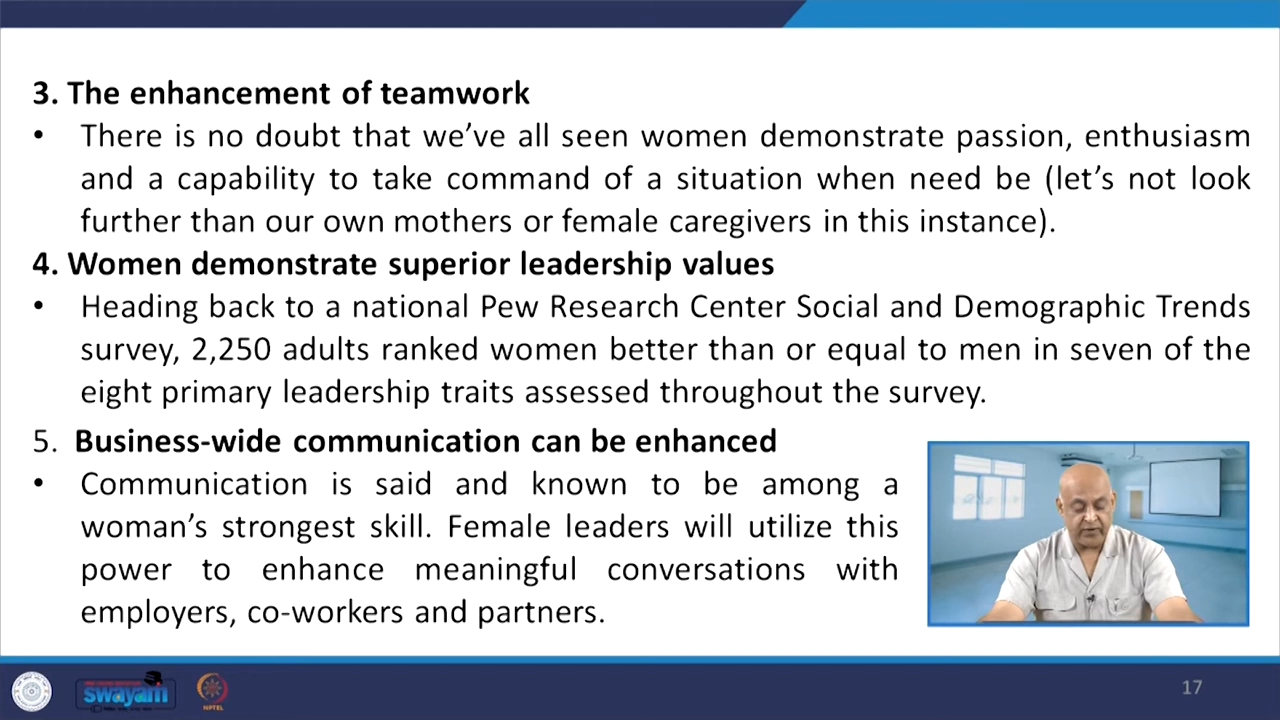 3. The enhancement of teamwork
• There is no doubt that we’ve all seen women demonstrate passion, enthusiasm
and a capability to take command of a situation when need be (let’s not look
further than our own mothers or female caregivers in this instance).
4. Women demonstrate superior leadership values
• Heading back to a national Pew Research Center Social and Demographic Trends
survey, 2,250 adults ranked women better than or equal to men in seven of the
eight primary leadership traits assessed throughout the survey.
5. Business-wide communication can be enhanced
• Communication is said and known to be among a
woman’s strongest skill. Female leaders will utilize this
power to enhance meaningful conversations with
employers, co-workers and partners.
swayam
NPTEL
17